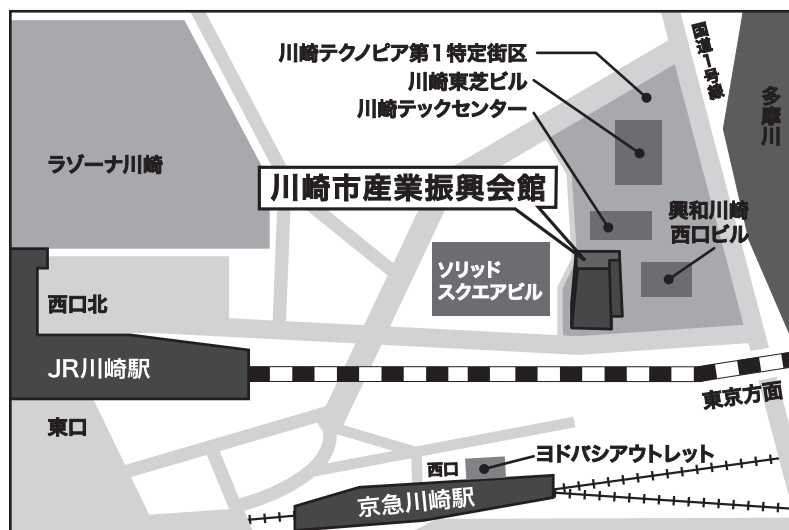 川崎テクノピア第1特定街区
川崎東芝ビル
川崎テックセンター
国道1号線
多摩川
ラゾーナ川崎
川崎市産業振興会館
興和川崎
西口ビル
ソリッド
スクエアビル
西口北
JR川崎駅
東京方面
東口
ヨドバシアウトレット
西口
京急川崎駅